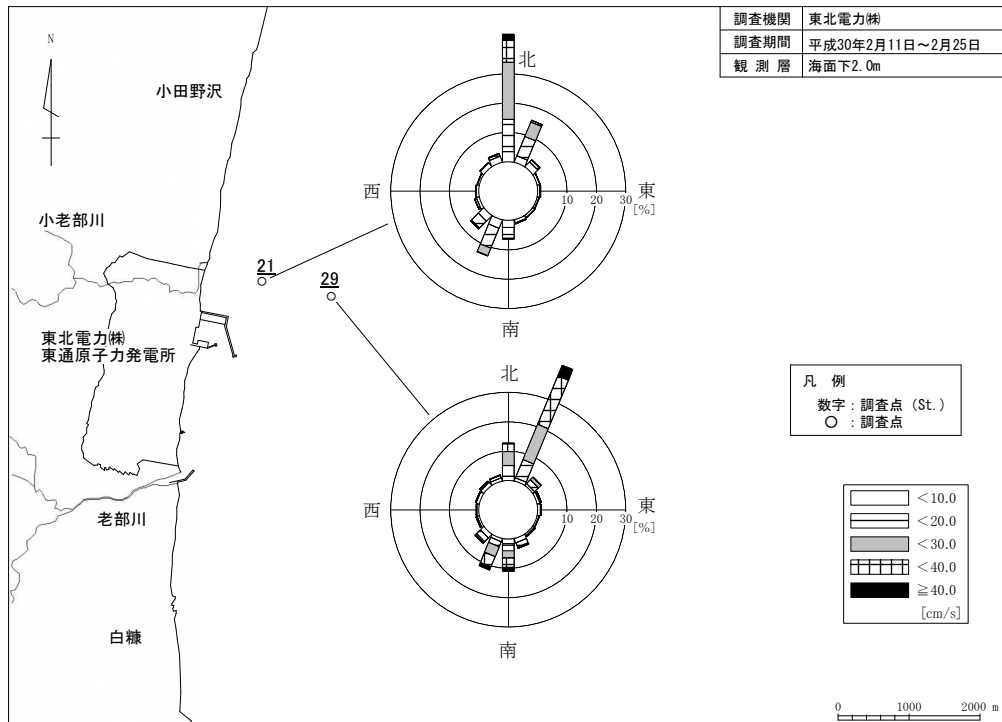 調査機関 東北電力㈱
調査期間 平成30年2月11日～2月25日
観測層 海面下2.0m
N
小田野沢
小老部川
東北電力㈱
東通原子力発電所
老部川
白糠
21
29
北
西
東
10 20 30
[%]
南
北
西
東
10 20 30
[%]
南
凡 例
数字：調査点（St.）
○ ：調査点
＜10.0
＜20.0
＜30.0
＜40.0
≧40.0
[cm/s]
0 1000 2000 m